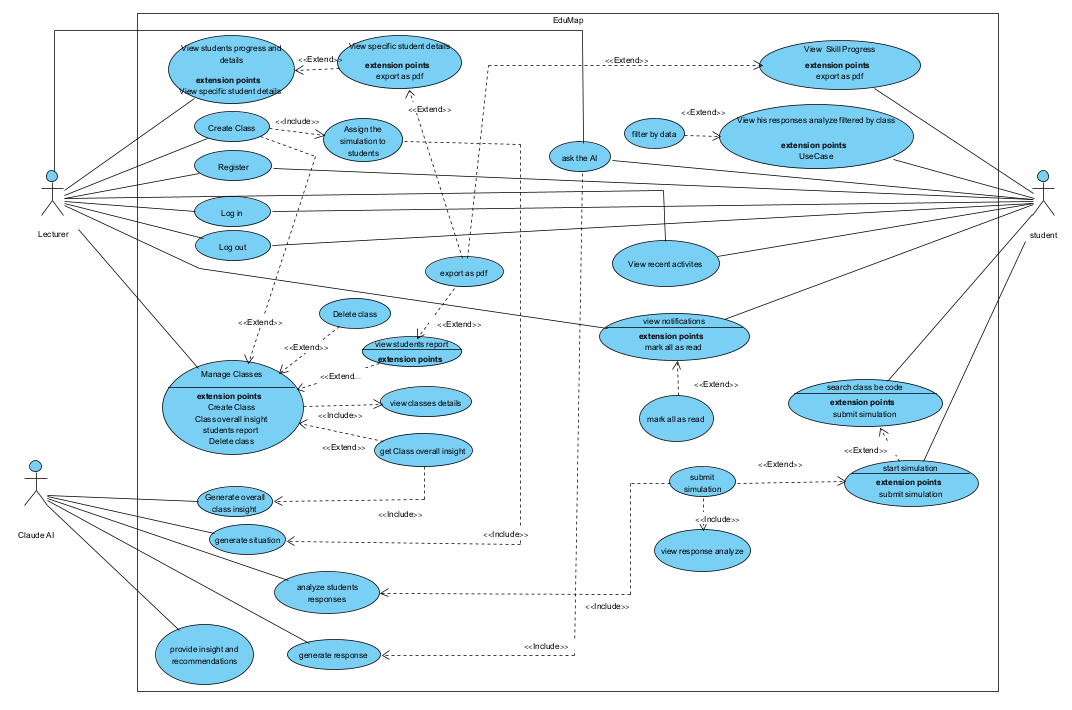 EduMap
View students progress and
details
extension points
View specific student details
<<Extend>>
View specific student details
extension points
export as pdf
<<Extend>>
View Skill Progress
extension points
export as pdf
<<Extend>>
<<Extend>>
filter by data
View his responses analyze filtered by class
extension points
UseCase
Create Class
<<Include>>
Assign the
simulation to
students
ask the AI
Register
Log in
Log out
Lecturer
student
View recent activites
export as pdf
Delete class
<<Extend>>
<<Extend>>
<<Extend>>
view students report
extension points
<<Extend...
view notifications
extension points
mark all as read
Manage Classes
extension points
Create Class
Class overall insight
students report
Delete class
view classes details
<<Include>>
<<Extend>>
get Class overall insight
<<Extend>>
mark all as read
search class be code
extension points
submit simulation
<<Extend>>
start simulation
extension points
submit simulation
<<Extend>>
submit
simulation
<<Include>>
view response analyze
Claude AI
Generate overall
class insight
<<Include>>
generate situation
<<Include>>
analyze students
responses
<<Include>>
provide insight and
recommendations
generate response
<<Include>>